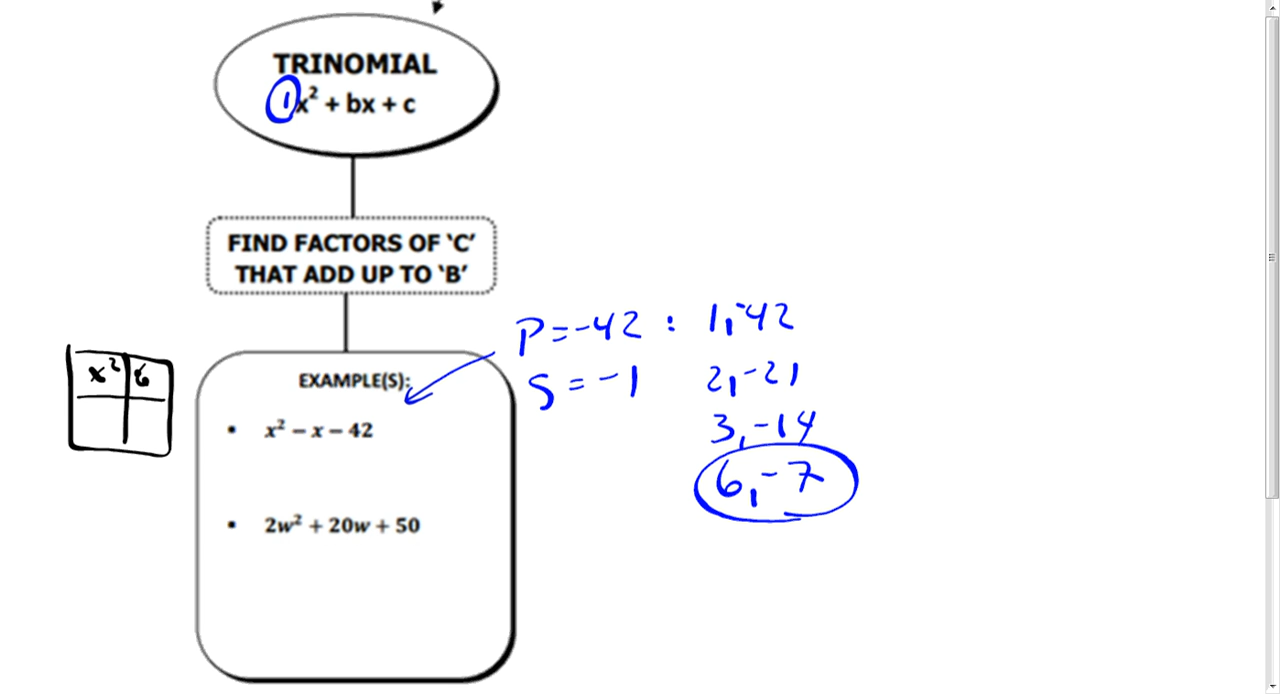 TRINOMIAL
1x² + bx + c
FIND FACTORS OF ‘C’
THAT ADD UP TO ‘B’
P = -42 : 1, -42
S = -1 2, -21
3, -14
6, -7
x² 6
EXAMPLE(S):
• x² − x − 42
• 2w² + 20w + 50